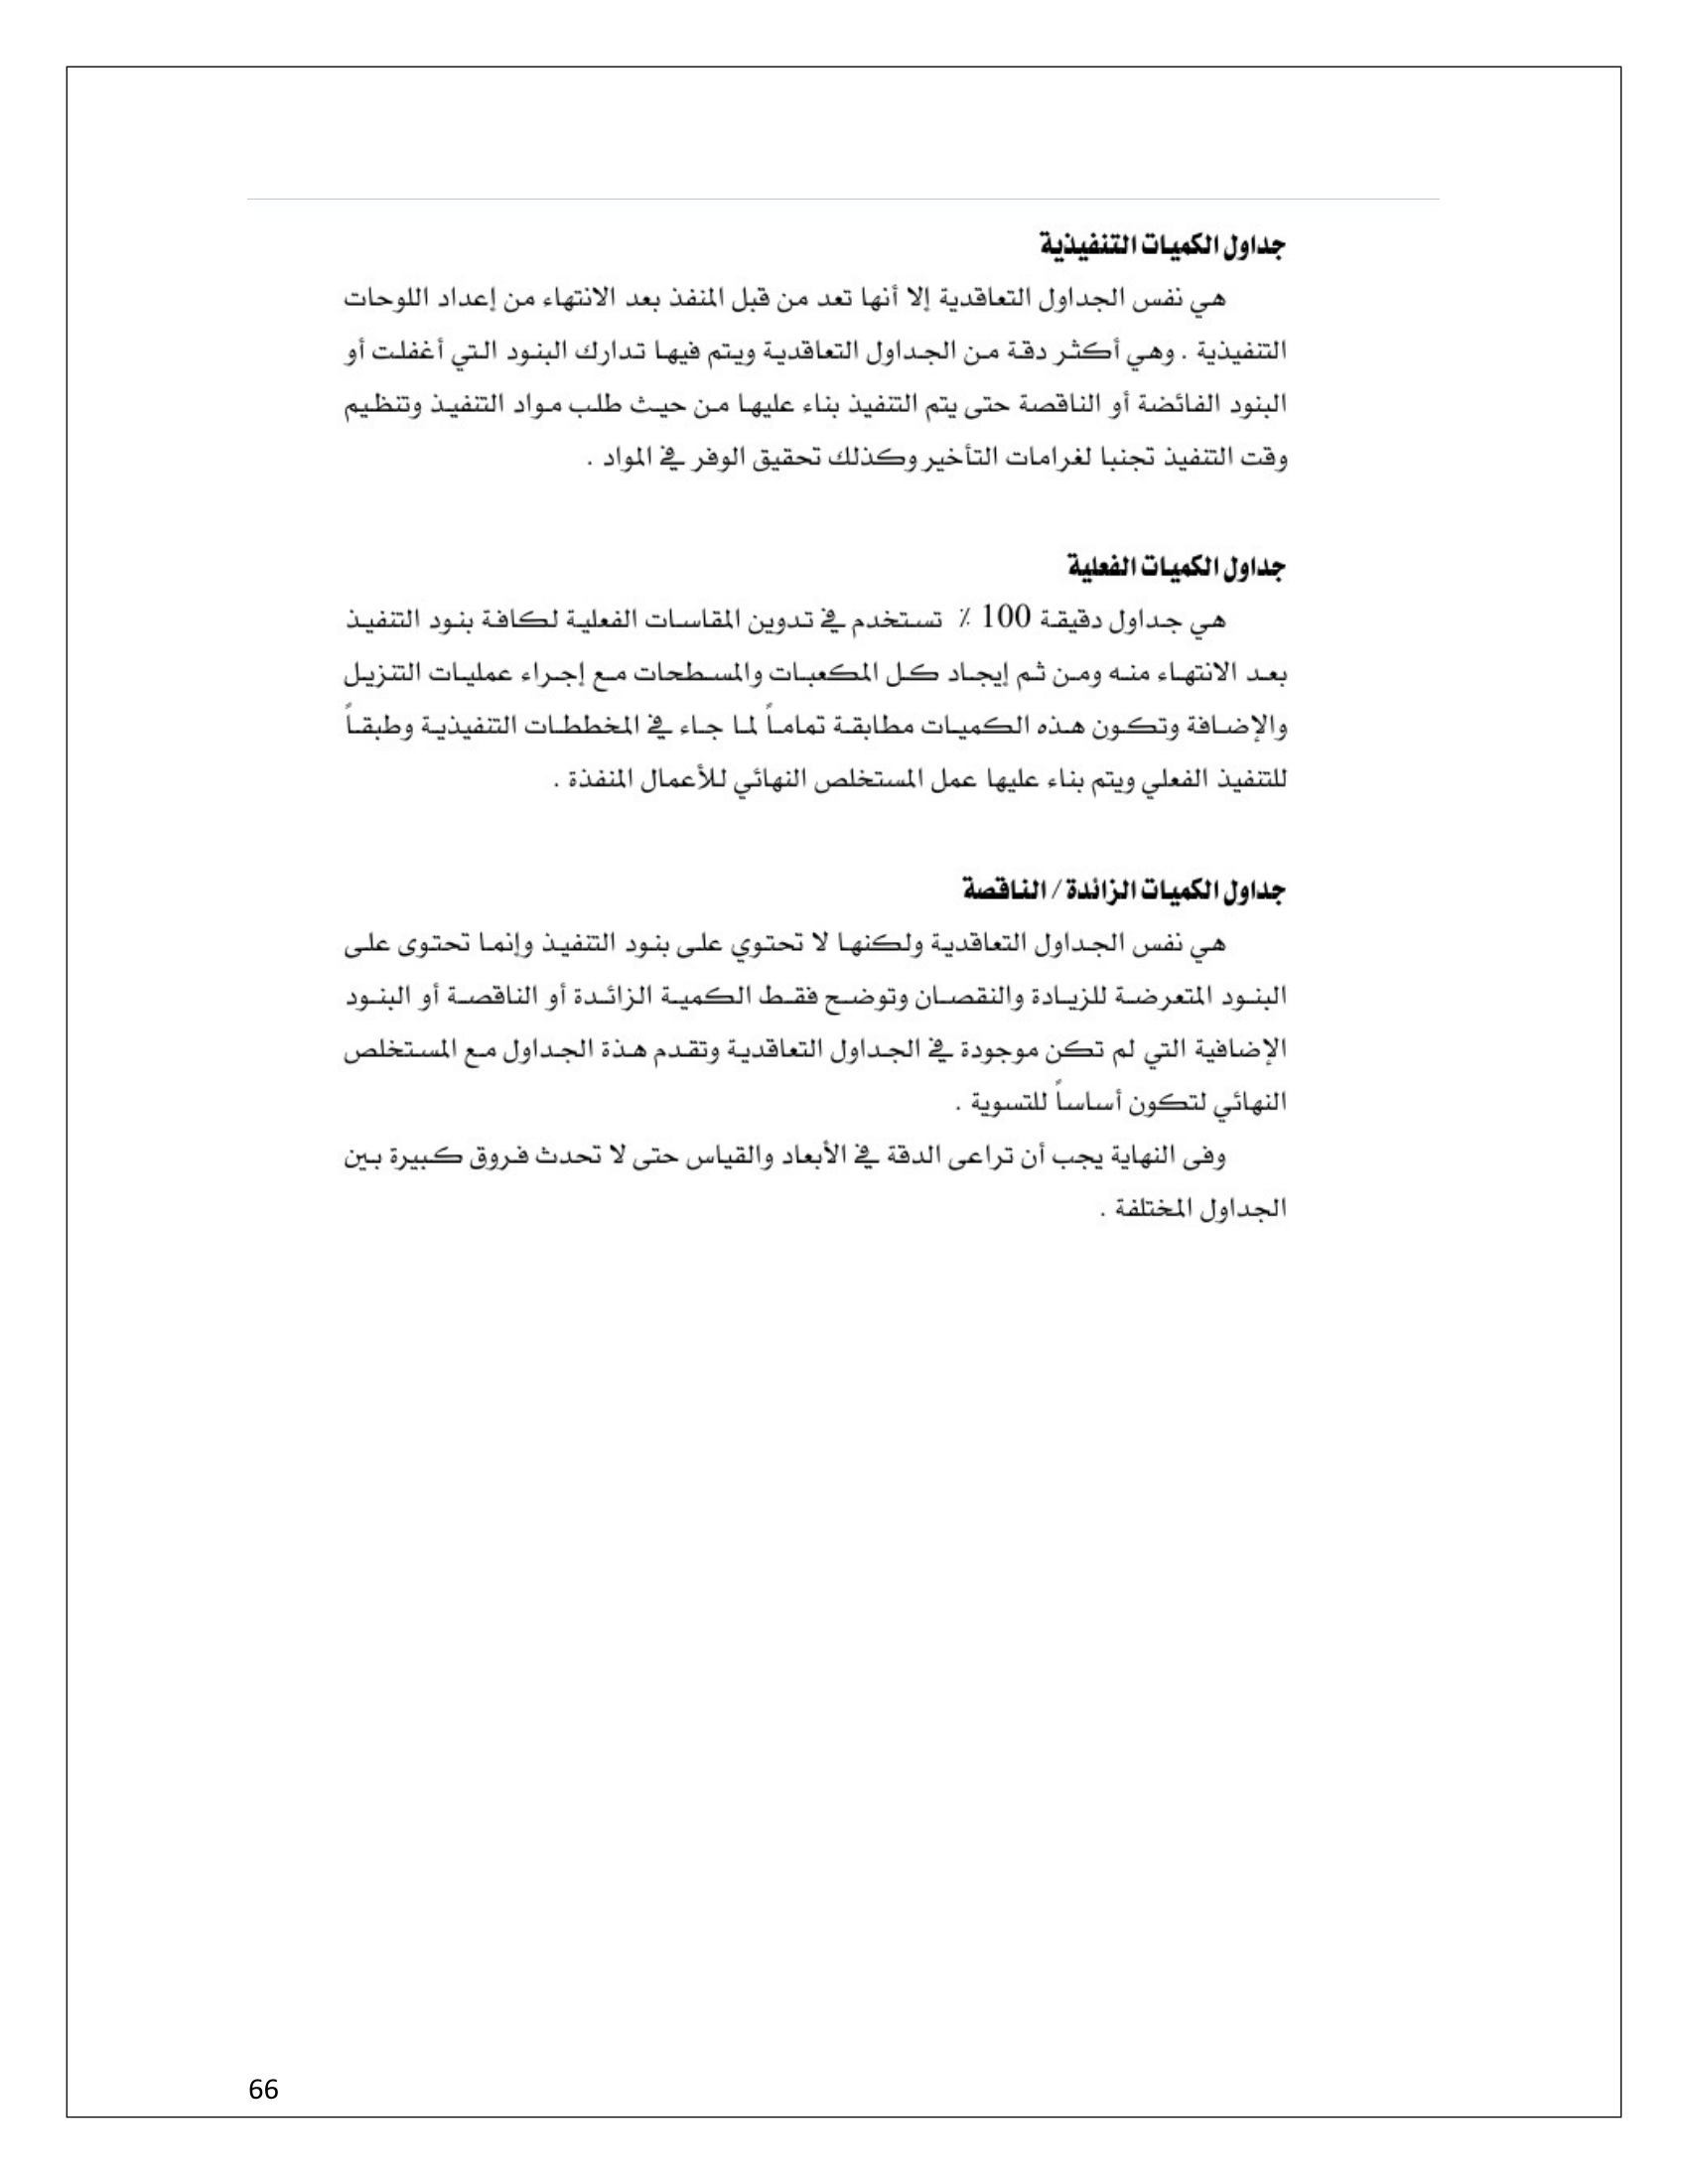 جداول الكميات التنفيذية
هي نفس الجداول التعاقدية إلا أنها تعد من قبل المنفذ بعد الانتهاء من إعداد اللوحات
التنفيذية . وهي أكثر دقة من الجداول التعاقدية ويتم فيها تدارك البنود التي أغفلت أو
البنود الفائضة أو الناقصة حتى يتم التنفيذ بناء عليها من حيث طلب مواد التنفيذ وتنظيم
وقت التنفيذ تجنبا لغرامات التأخير وكذلك تحقيق الوفر في المواد .
جداول الكميات الفعلية
هي جداول دقيقة 100 ٪ تستخدم في تدوين المقاسات الفعلية لكافة بنود التنفيذ
بعد الانتهاء منه ومن ثم إيجاد كل المكعبات والمسطحات مع إجراء عمليات التنزيل
والإضافة وتكون هذه الكميات مطابقة تماماً لما جاء في المخططات التنفيذية وطبقاً
للتنفيذ الفعلي ويتم بناء عليها عمل المستخلص النهائي للأعمال المنفذة .
جداول الكميات الزائدة / الناقصة
هي نفس الجداول التعاقدية ولكنها لا تحتوي على بنود التنفيذ وإنما تحتوى على
البنود المتعرضة للزيادة والنقصان وتوضح فقط الكمية الزائدة أو الناقصة أو البنود
الإضافية التي لم تكن موجودة في الجداول التعاقدية وتقدم هذة الجداول مع المستخلص
النهائي لتكون أساساً للتسوية .
وفى النهاية يجب أن تراعى الدقة في الأبعاد والقياس حتى لا تحدث فروق كبيرة بين
الجداول المختلفة .
66